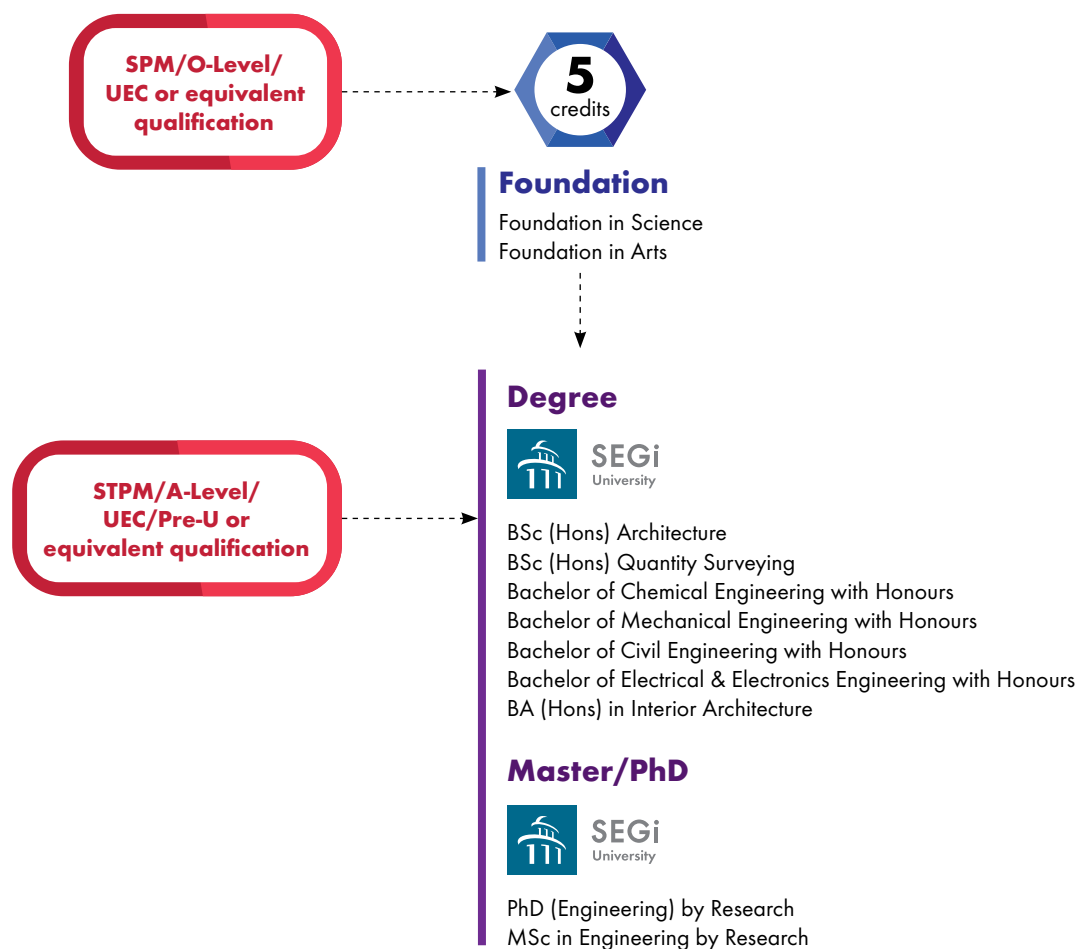 SPM/O-Level/
UEC or equivalent
qualification
5
credits
Foundation
Foundation in Science
Foundation in Arts
Degree
SEGi
University
STPM/A-Level/
UEC/Pre-U or
equivalent qualification
BSc (Hons) Architecture
BSc (Hons) Quantity Surveying
Bachelor of Chemical Engineering with Honours
Bachelor of Mechanical Engineering with Honours
Bachelor of Civil Engineering with Honours
Bachelor of Electrical & Electronics Engineering with Honours
BA (Hons) in Interior Architecture
Master/PhD
SEGi
University
PhD (Engineering) by Research
MSc in Engineering by Research